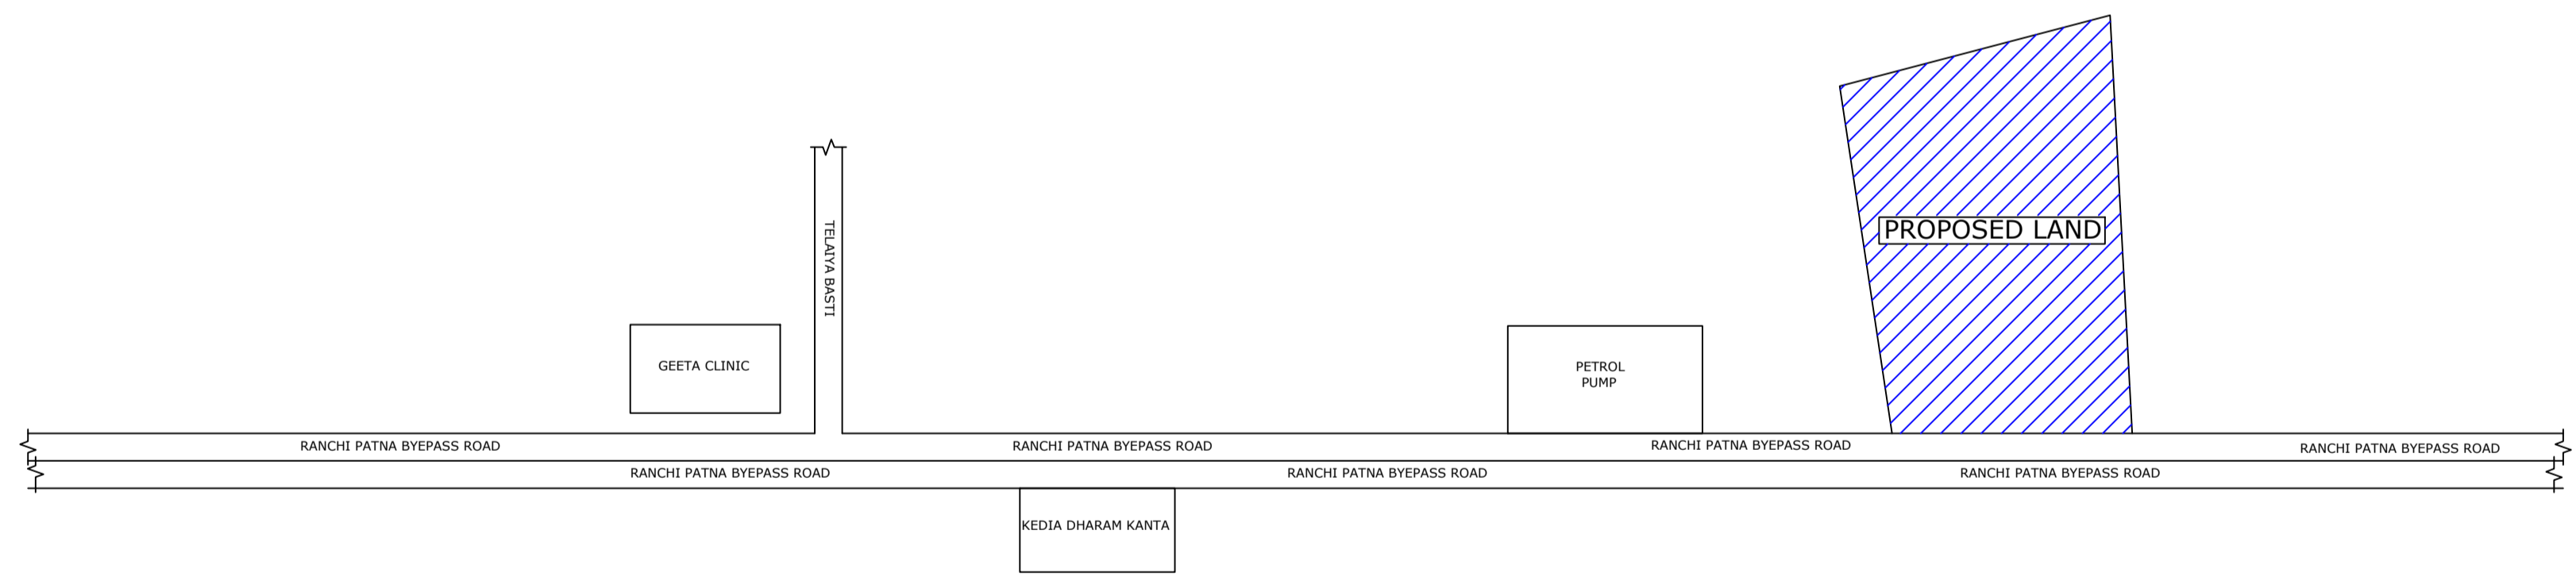 PROPOSED LAND
TELAIYA BASTI
GEETA CLINIC
PETROL
PUMP
RANCHI PATNA BYEPASS ROAD
RANCHI PATNA BYEPASS ROAD
RANCHI PATNA BYEPASS ROAD
RANCHI PATNA BYEPASS ROAD
RANCHI PATNA BYEPASS ROAD
RANCHI PATNA BYEPASS ROAD
RANCHI PATNA BYEPASS ROAD
KEDIA DHARAM KANTA